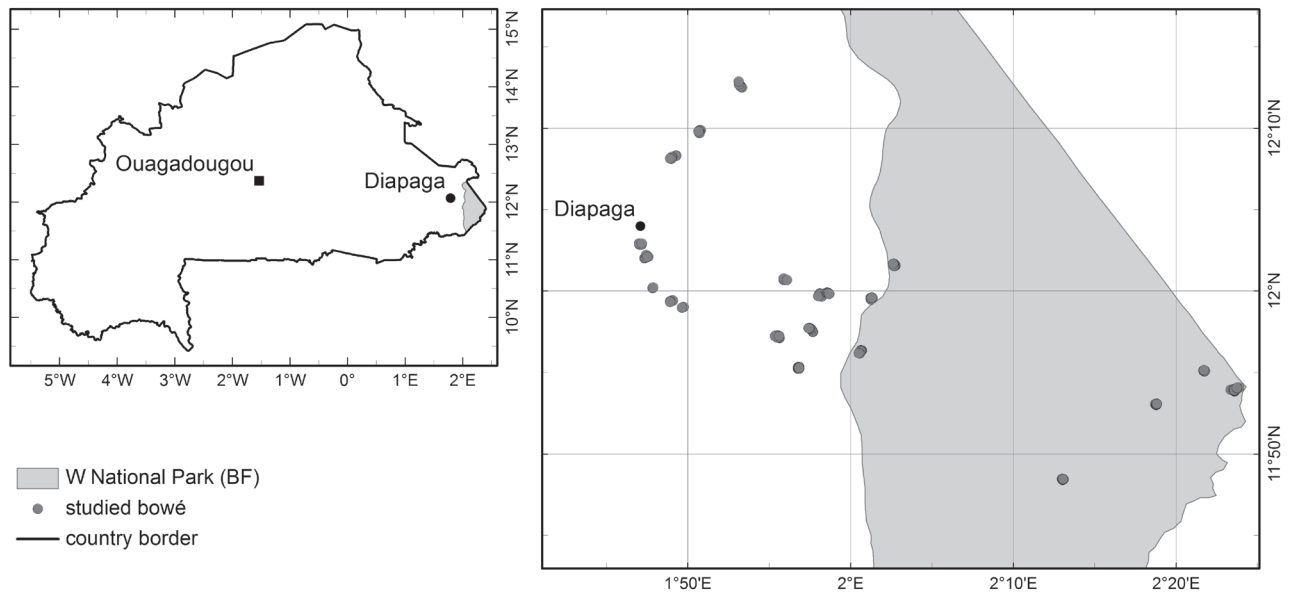 Ouagadougou
Diapaga
15°N
14°N
13°N
12°N
11°N
10°N
5°W 4°W 3°W 2°W 1°W 0° 1°E 2°E
W National Park (BF)
studied bowé
country border
Diapaga
12°10'N
12°N
11°50'N
1°50'E 2°E 2°10'E 2°20'E